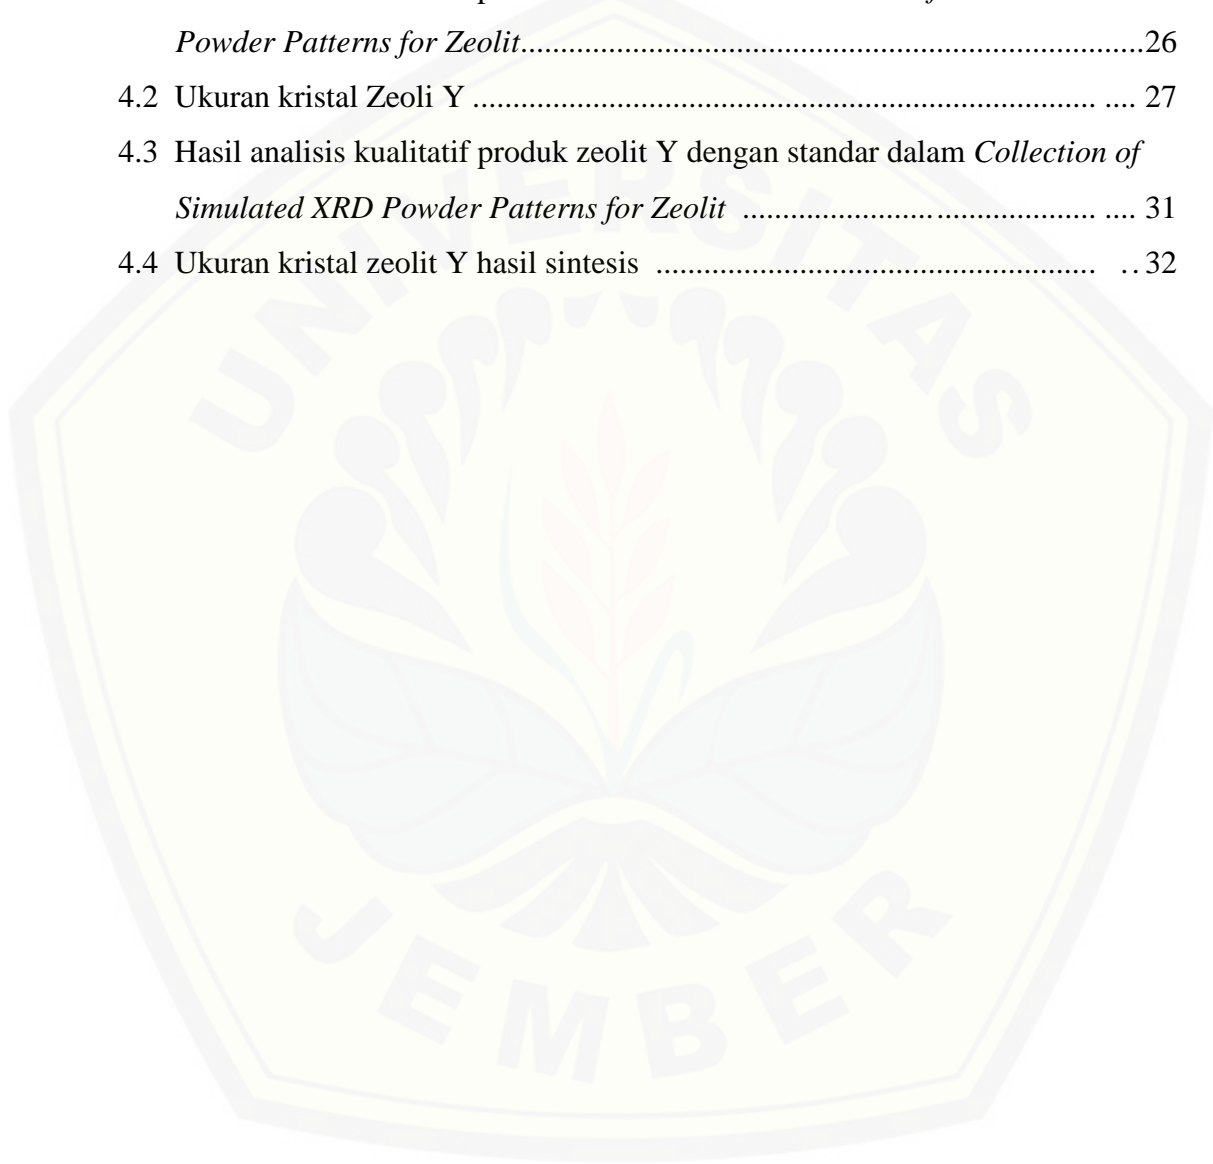 Powder Patterns for Zeolit.............................................................................26
4.2 Ukuran kristal Zeoli Y ............................................................................. .... 27
4.3 Hasil analisis kualitatif produk zeolit Y dengan standar dalam Collection of
Simulated XRD Powder Patterns for Zeolit ............................................ .... 31
4.4 Ukuran kristal zeolit Y hasil sintesis ...................................................... .. 32
UNIVERSITAS
JEMBER